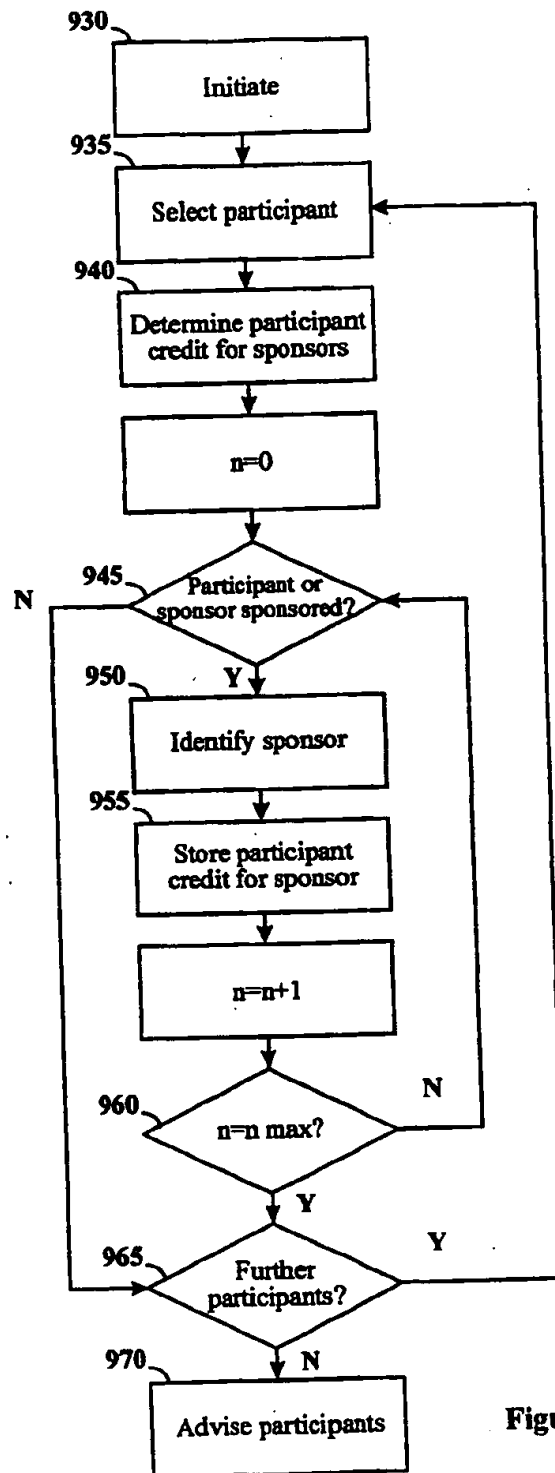 930
Initiate
935
Select participant
940
Determine participant
credit for sponsors
n=0
945
Participant or
sponsor sponsored?
N
Y
950
Identify sponsor
955
Store participant
credit for sponsor
n=n+1
960
n=n max?
N
Y
965
Further
participants?
Y
N
970
Advise participants